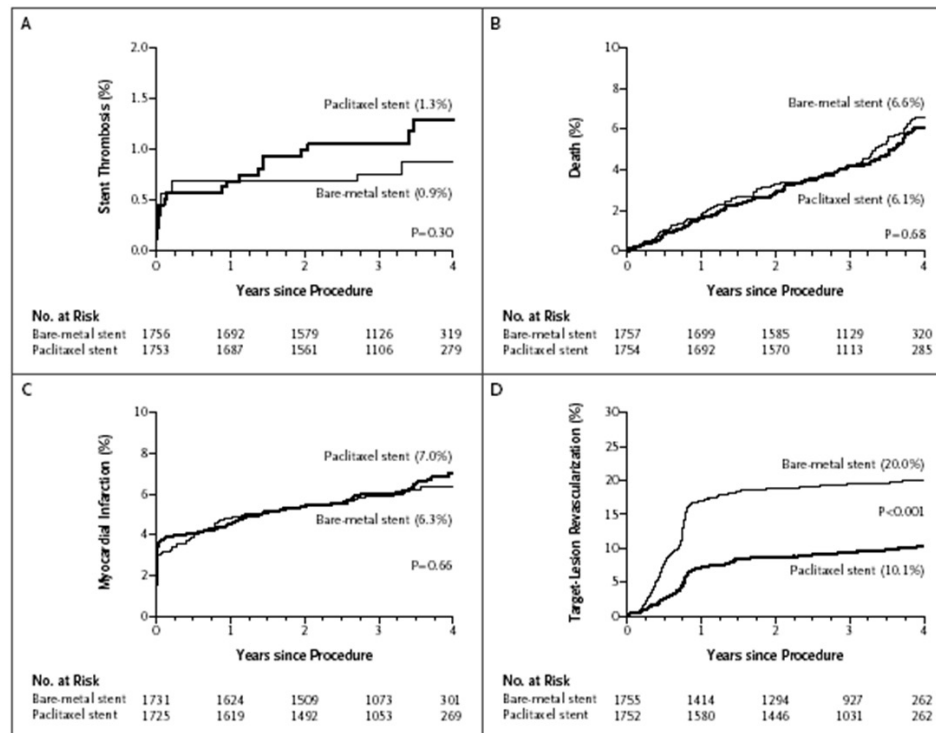 A
Stent Thrombosis (%)
2.0
1.5
1.0
0.5
0.0
Paclitaxel stent (1.3%)
Bare-metal stent (0.9%)
P=0.30
0 1 2 3 4
Years since Procedure
No. at Risk
Bare-metal stent 1756 1692 1579 1126 319
Paclitaxel stent 1753 1687 1561 1106 279
B
Death (%)
10
8
6
4
2
0
Bare-metal stent (6.6%)
Paclitaxel stent (6.1%)
P=0.68
0 1 2 3 4
Years since Procedure
No. at Risk
Bare-metal stent 1757 1699 1585 1129 320
Paclitaxel stent 1754 1692 1570 1113 285
C
Myocardial Infarction (%)
10
8
6
4
2
0
Paclitaxel stent (7.0%)
Bare-metal stent (6.3%)
P=0.66
0 1 2 3 4
Years since Procedure
No. at Risk
Bare-metal stent 1731 1624 1509 1073 301
Paclitaxel stent 1725 1619 1492 1053 269
D
Target-Lesion Revascularization (%)
30
25
20
15
10
5
0
Bare-metal stent (20.0%)
P<0.001
Paclitaxel stent (10.1%)
0 1 2 3 4
Years since Procedure
No. at Risk
Bare-metal stent 1755 1414 1294 927 262
Paclitaxel stent 1752 1580 1446 1031 262